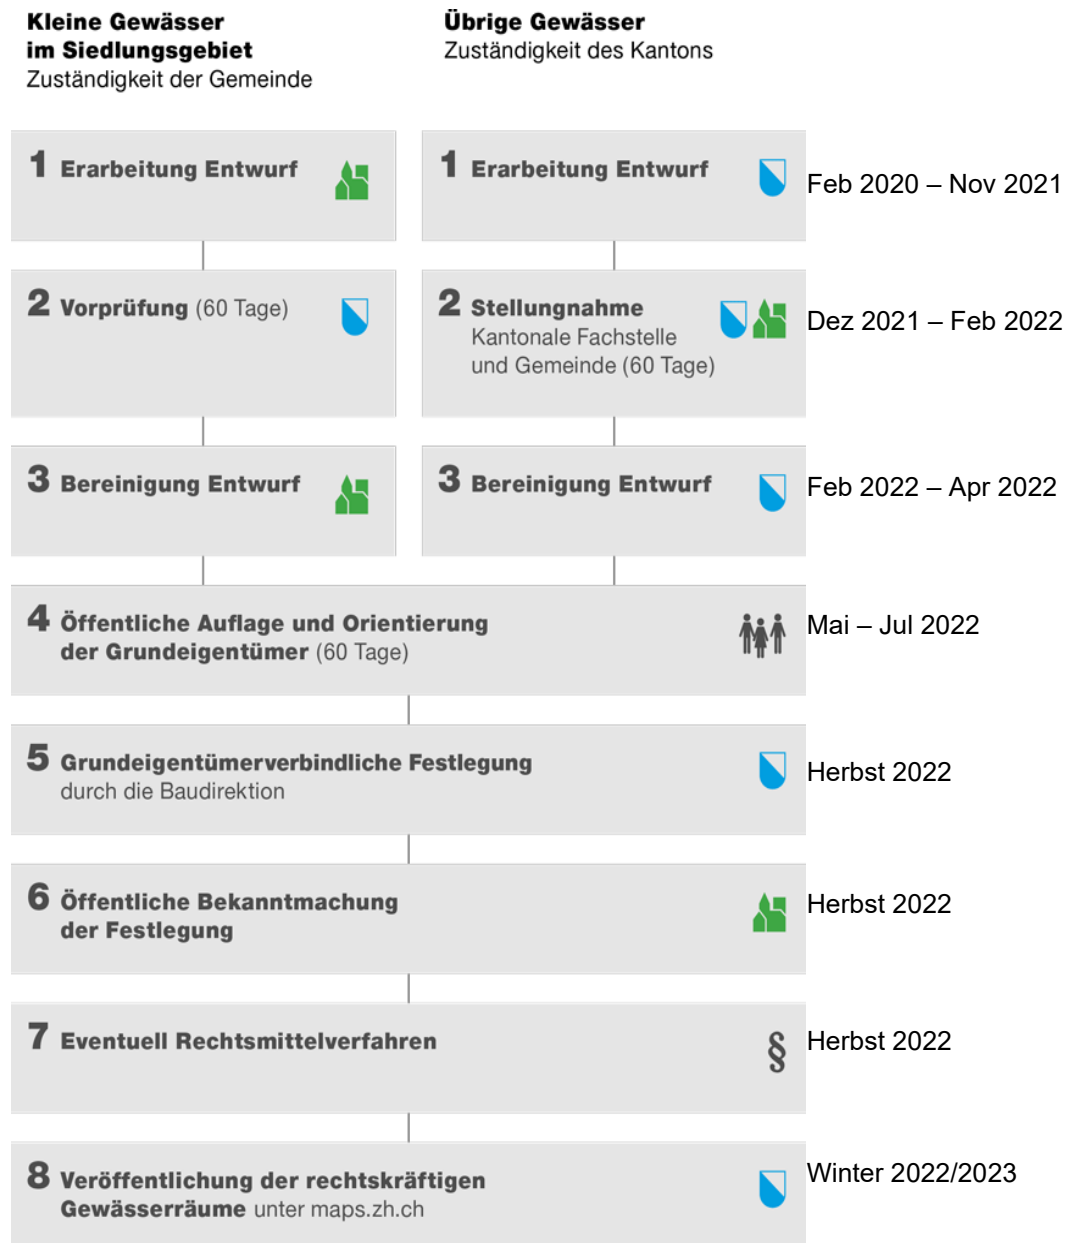 Kleine Gewässer
im Siedlungsgebiet
Zuständigkeit der Gemeinde
Übrige Gewässer
Zuständigkeit des Kantons
1 Erarbeitung Entwurf
1 Erarbeitung Entwurf
Feb 2020 – Nov 2021
2 Vorprüfung (60 Tage)
2 Stellungnahme
Kantonale Fachstelle
und Gemeinde (60 Tage)
Dez 2021 – Feb 2022
3 Bereinigung Entwurf
3 Bereinigung Entwurf
Feb 2022 – Apr 2022
4 Öffentliche Auflage und Orientierung
der Grundeigentümer (60 Tage)
Mai – Jul 2022
5 Grundeigentümerverbindliche Festlegung
durch die Baudirektion
Herbst 2022
6 Öffentliche Bekanntmachung
der Festlegung
Herbst 2022
7 Eventuell Rechtsmittelverfahren
§
Herbst 2022
8 Veröffentlichung der rechtskräftigen
Gewässerräume unter maps.zh.ch
Winter 2022/2023